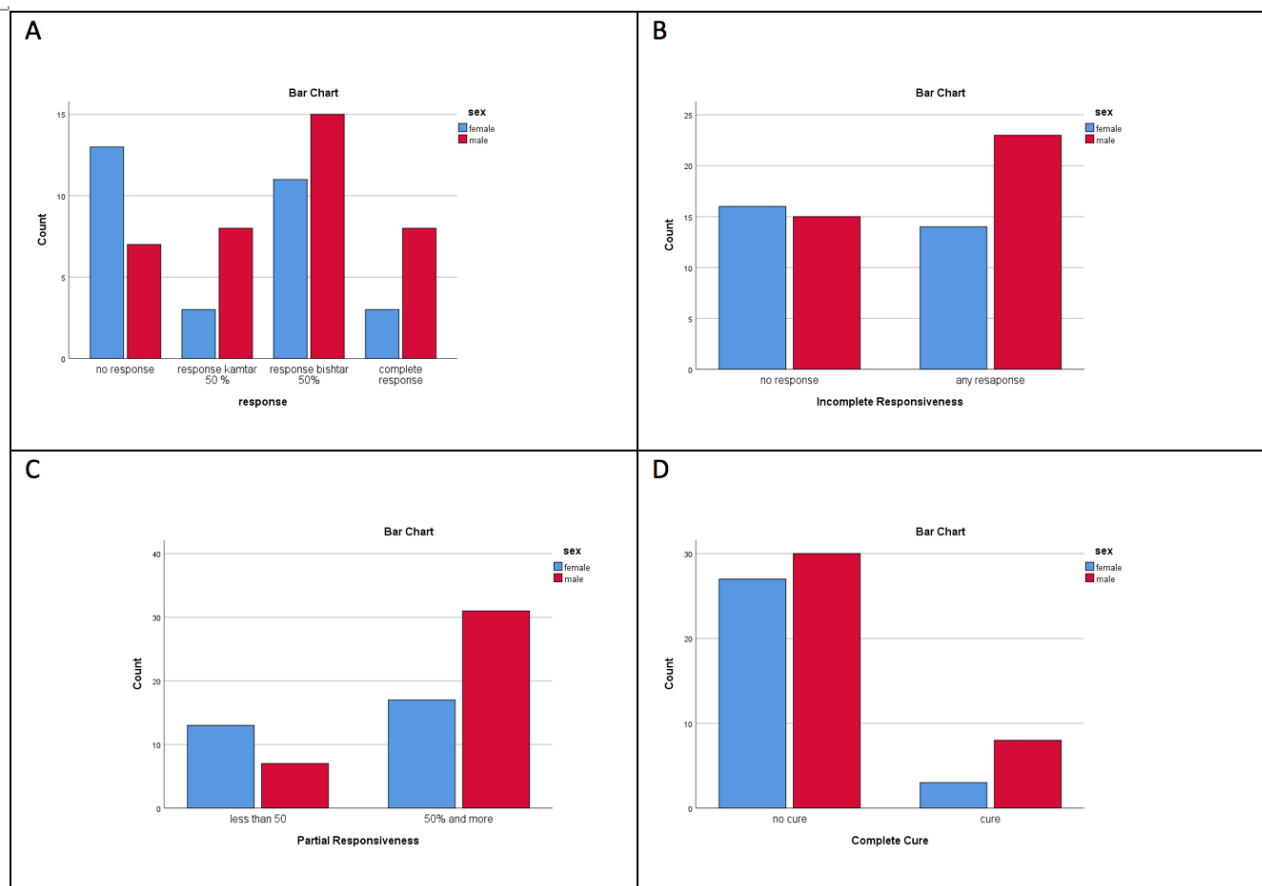 A
Bar Chart
sex
female
male
15
10
5
0
Count
no response
response kamtar
50 %
response bishtar
50%
complete
response
response
B
Bar Chart
sex
female
male
25
20
15
10
5
0
Count
no response
any resaponse
Incomplete Responsiveness
C
Bar Chart
sex
female
male
40
30
20
10
0
Count
less than 50
50% and more
Partial Responsiveness
D
Bar Chart
sex
female
male
30
20
10
0
Count
no cure
cure
Complete Cure